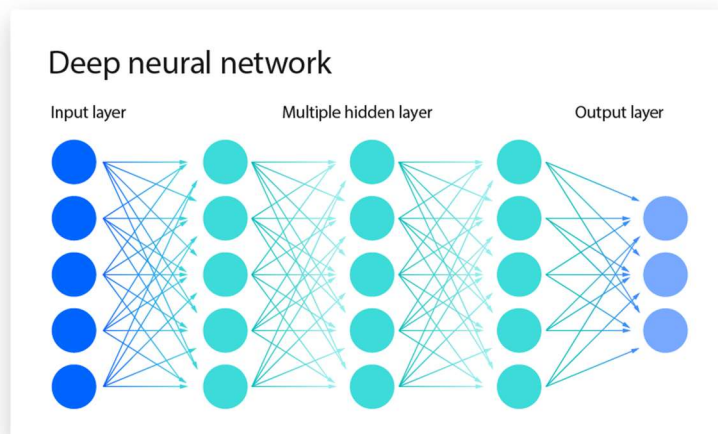 Deep neural network
Input layer
Multiple hidden layer
Output layer